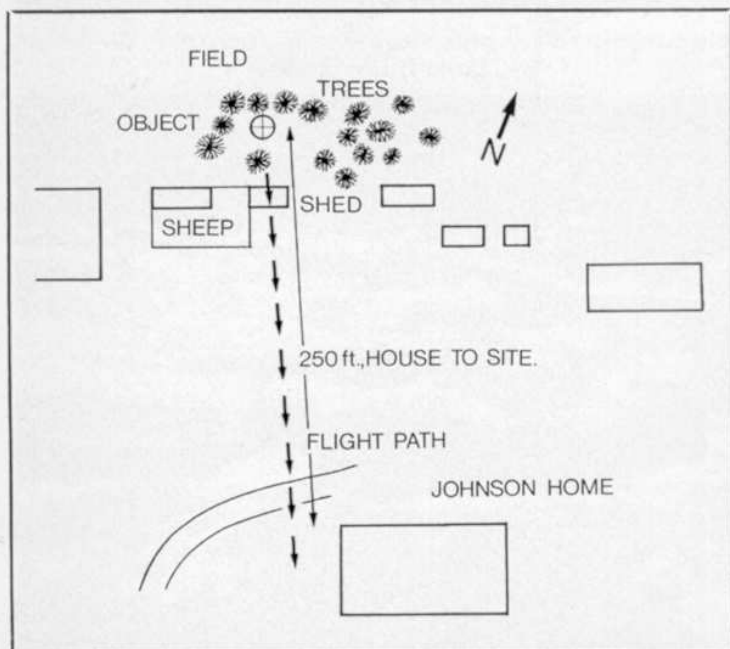 FIELD
TREES
OBJECT
N
SHED
SHEEP
250 ft., HOUSE TO SITE.
FLIGHT PATH
JOHNSON HOME